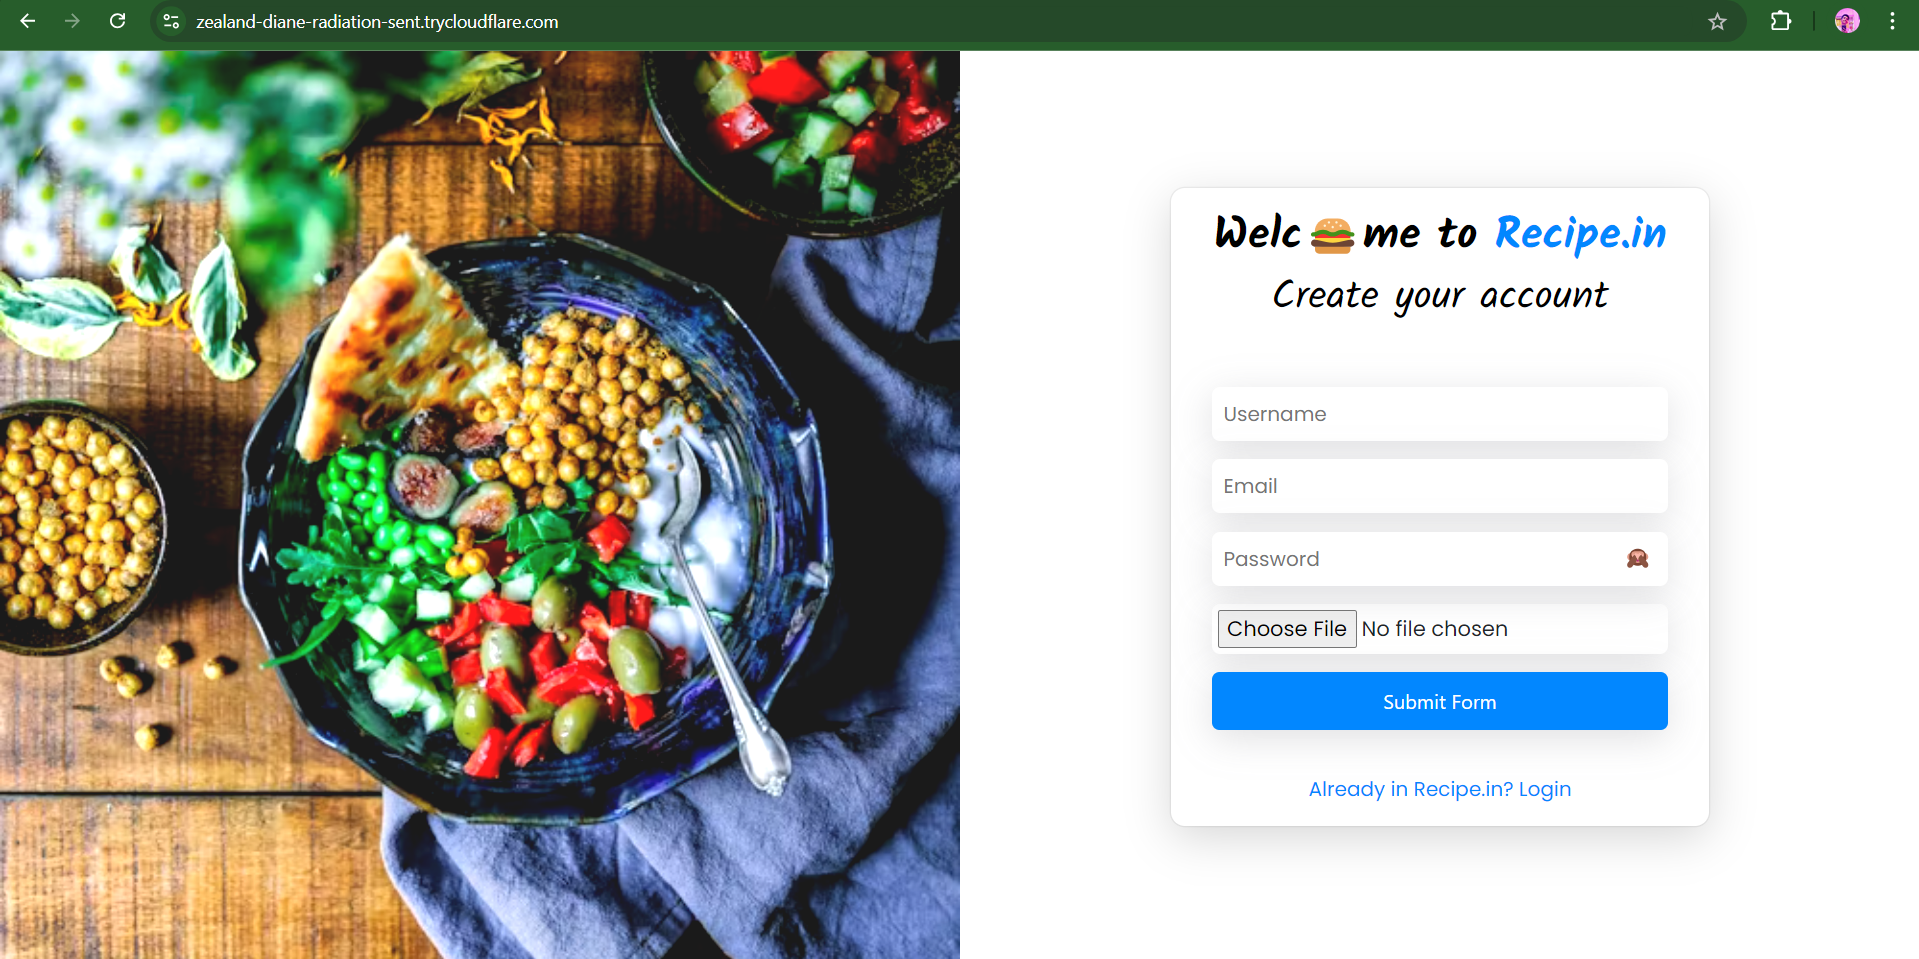 zealand-diane-radiation-sent.trycloudflare.com
Welc🍔me to Recipe.in
Create your account
Username
Email
Password
Choose File No file chosen
Submit Form
Already in Recipe.in? Login